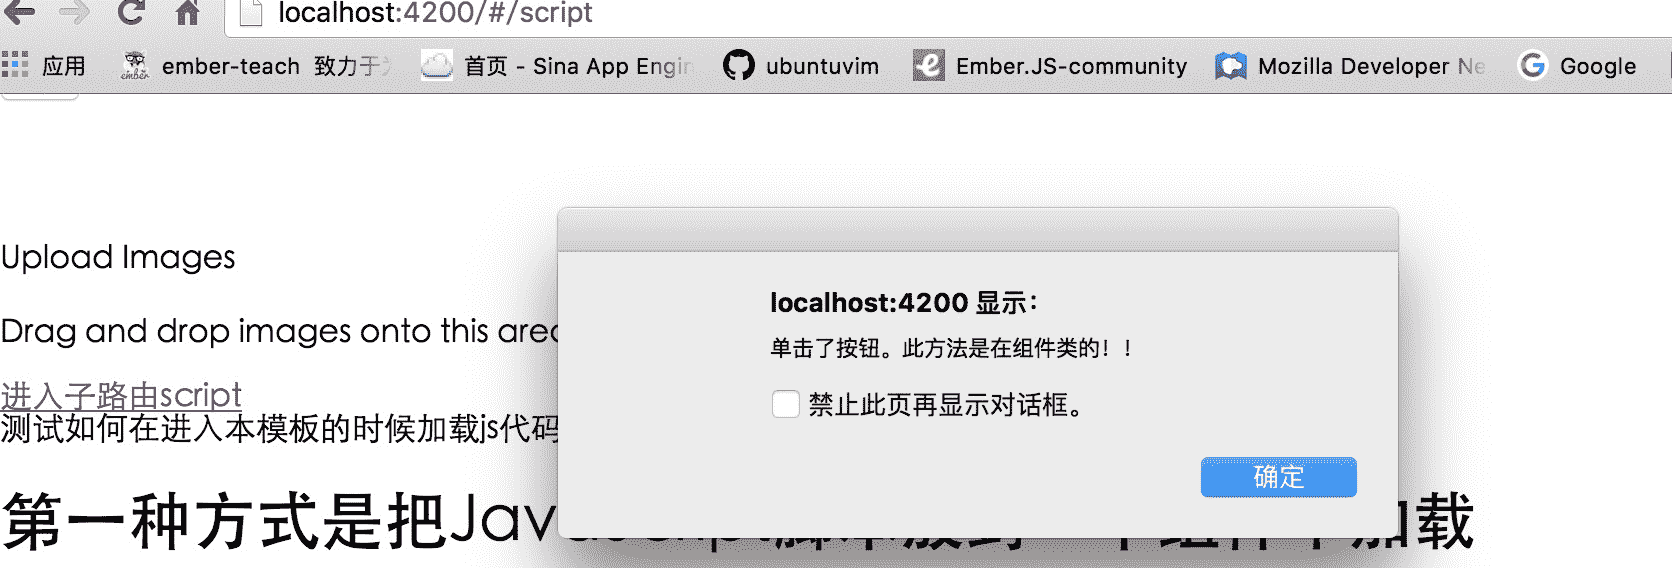 localhost:4200/#/script
应用 ember-teach 致力于 首页 - Sina App Engin ubuntuvim Ember.JS-community Mozilla Developer Ne Google
Upload Images
Drag and drop images onto this area
进入子路由script
测试如何在进入本模板的时候加载js代码
第一种方式是把Jav 加载
localhost:4200 显示：
单击了按钮。此方法是在组件类的！！
禁止此页再显示对话框。
确定